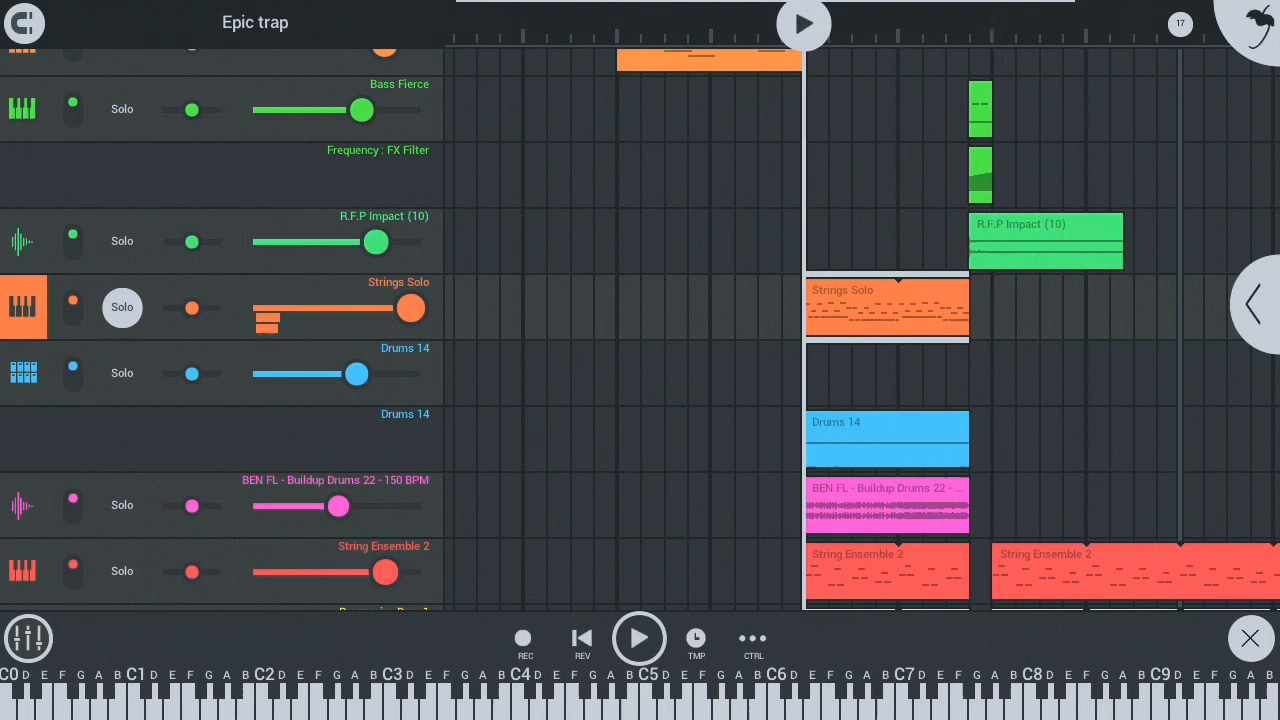 Epic trap
17
Bass Fierce
Solo
Frequency : FX Filter
R.F.P Impact (10)
Solo
R.F.P Impact (10)
Strings Solo
Solo
Strings Solo
Drums 14
Solo
Drums 14
Drums 14
BEN FL - Buildup Drums 22 - 150 BPM
Solo
BEN FL - Buildup Drums 22 - ...
String Ensemble 2
Solo
String Ensemble 2
String Ensemble 2
REC
REV
TMP
CTRL
C0 D E F G A B C1 D E F G A B C2 D E F G A B C3 D E F G A B C4 D E F G A B C5 D E F G A B C6 D E F G A B C7 D E F G A B C8 D E F G A B C9 D E F G A B